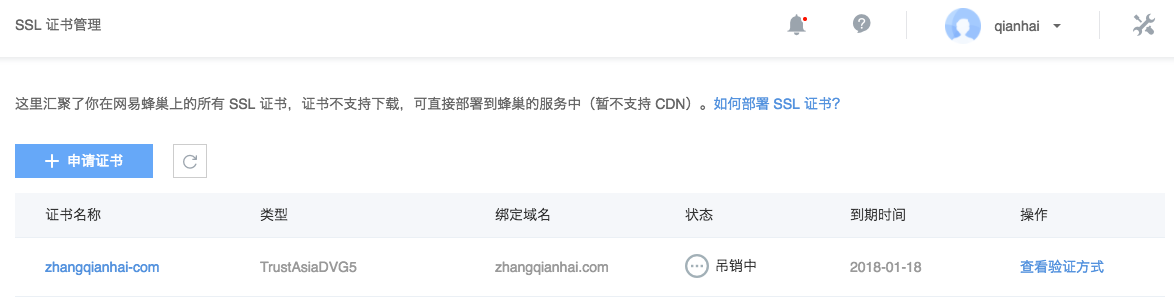 SSL 证书管理
qianhai
这里汇聚了你在网易蜂巢上的所有 SSL 证书，证书不支持下载，可直接部署到蜂巢的服务中（暂不支持 CDN）。如何部署 SSL 证书?
申请证书
证书名称 类型 绑定域名 状态 到期时间 操作
zhangqianhai-com TrustAsiaDVG5 zhangqianhai.com 吊销中 2018-01-18 查看验证方式